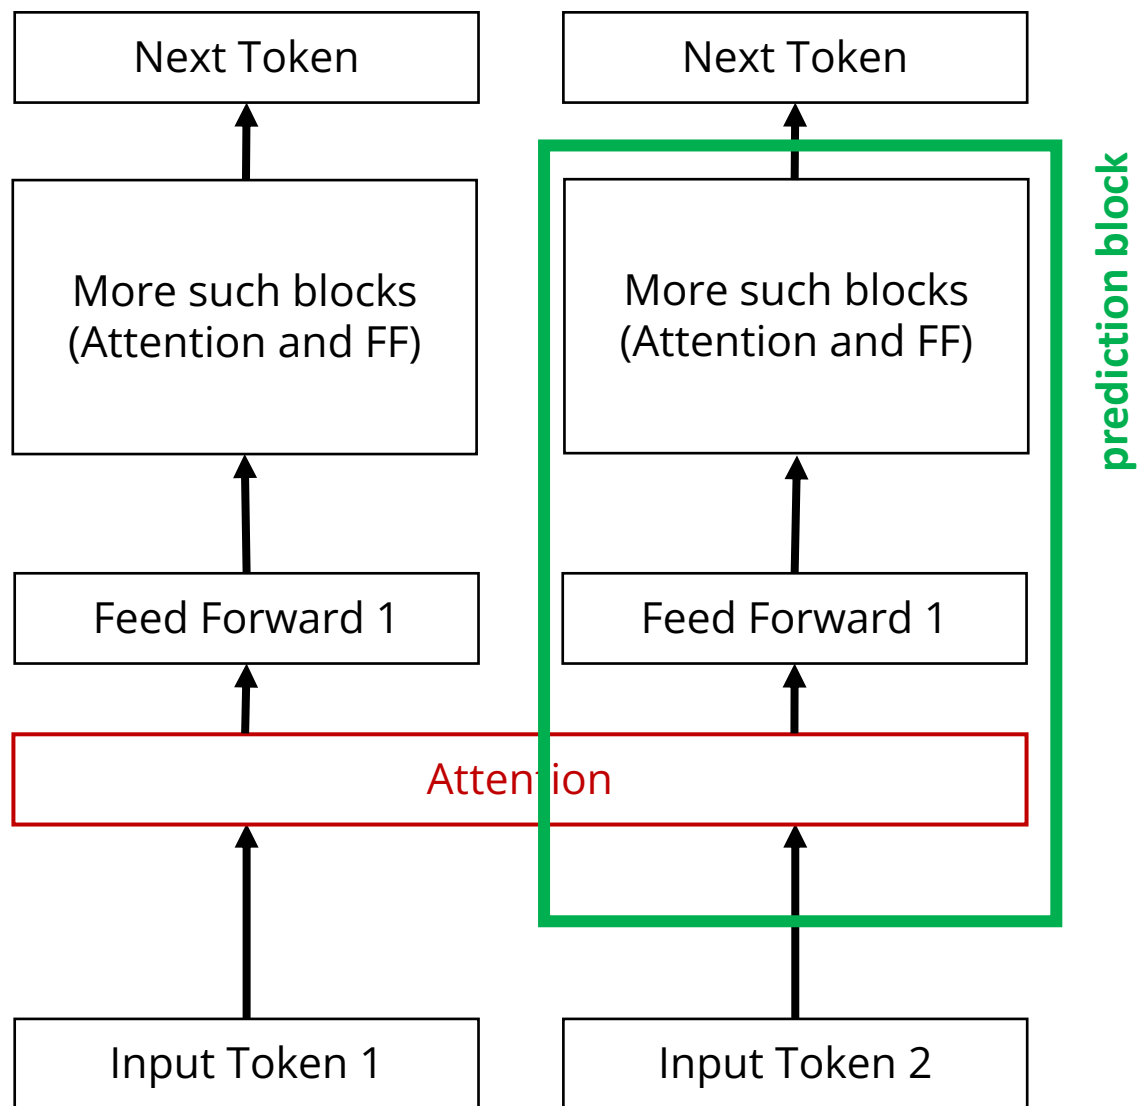 Next Token
Next Token
prediction block
More such blocks
(Attention and FF)
More such blocks
(Attention and FF)
Feed Forward 1
Feed Forward 1
Attention
Input Token 1
Input Token 2